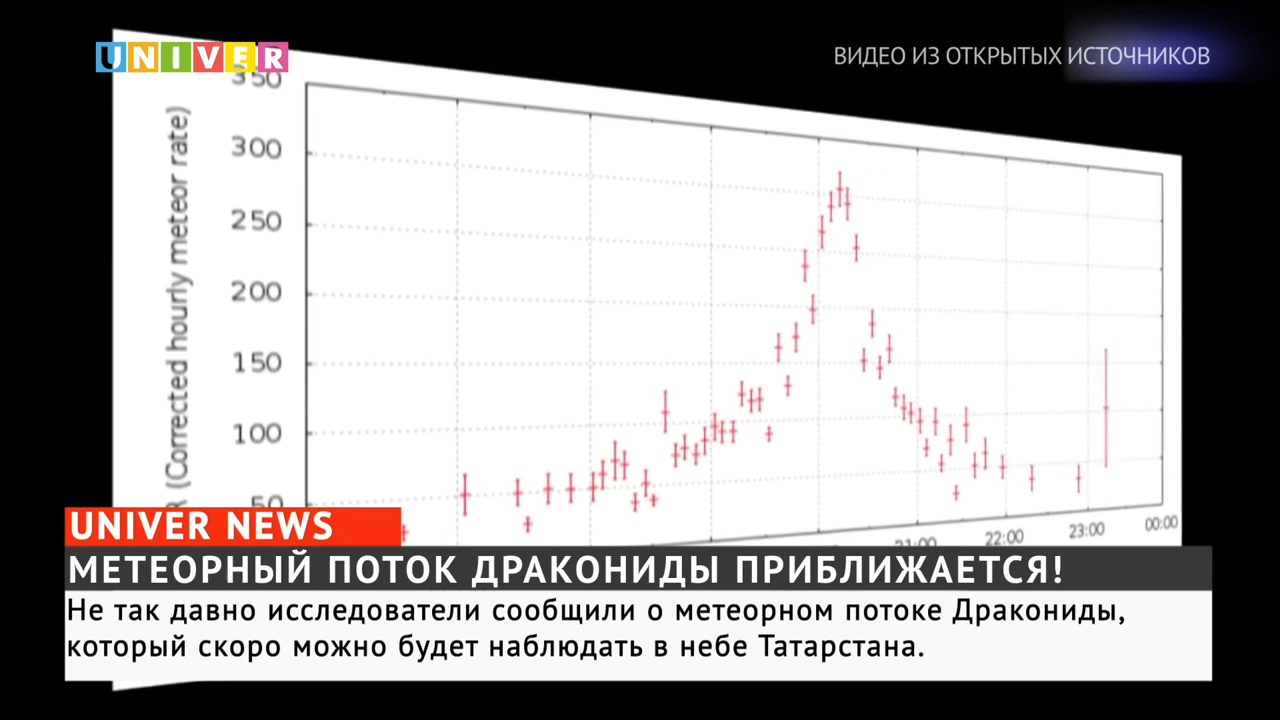 UNIVER
ВИДЕО ИЗ ОТКРЫТЫХ ИСТОЧНИКОВ
350
300
250
200
150
100
50
(Corrected hourly meteor rate)
21:00
22:00
23:00
00:00
UNIVER NEWS
МЕТЕОРНЫЙ ПОТОК ДРАКОНИДЫ ПРИБЛИЖАЕТСЯ!
Не так давно исследователи сообщили о метеорном потоке Дракониды,
который скоро можно будет наблюдать в небе Татарстана.